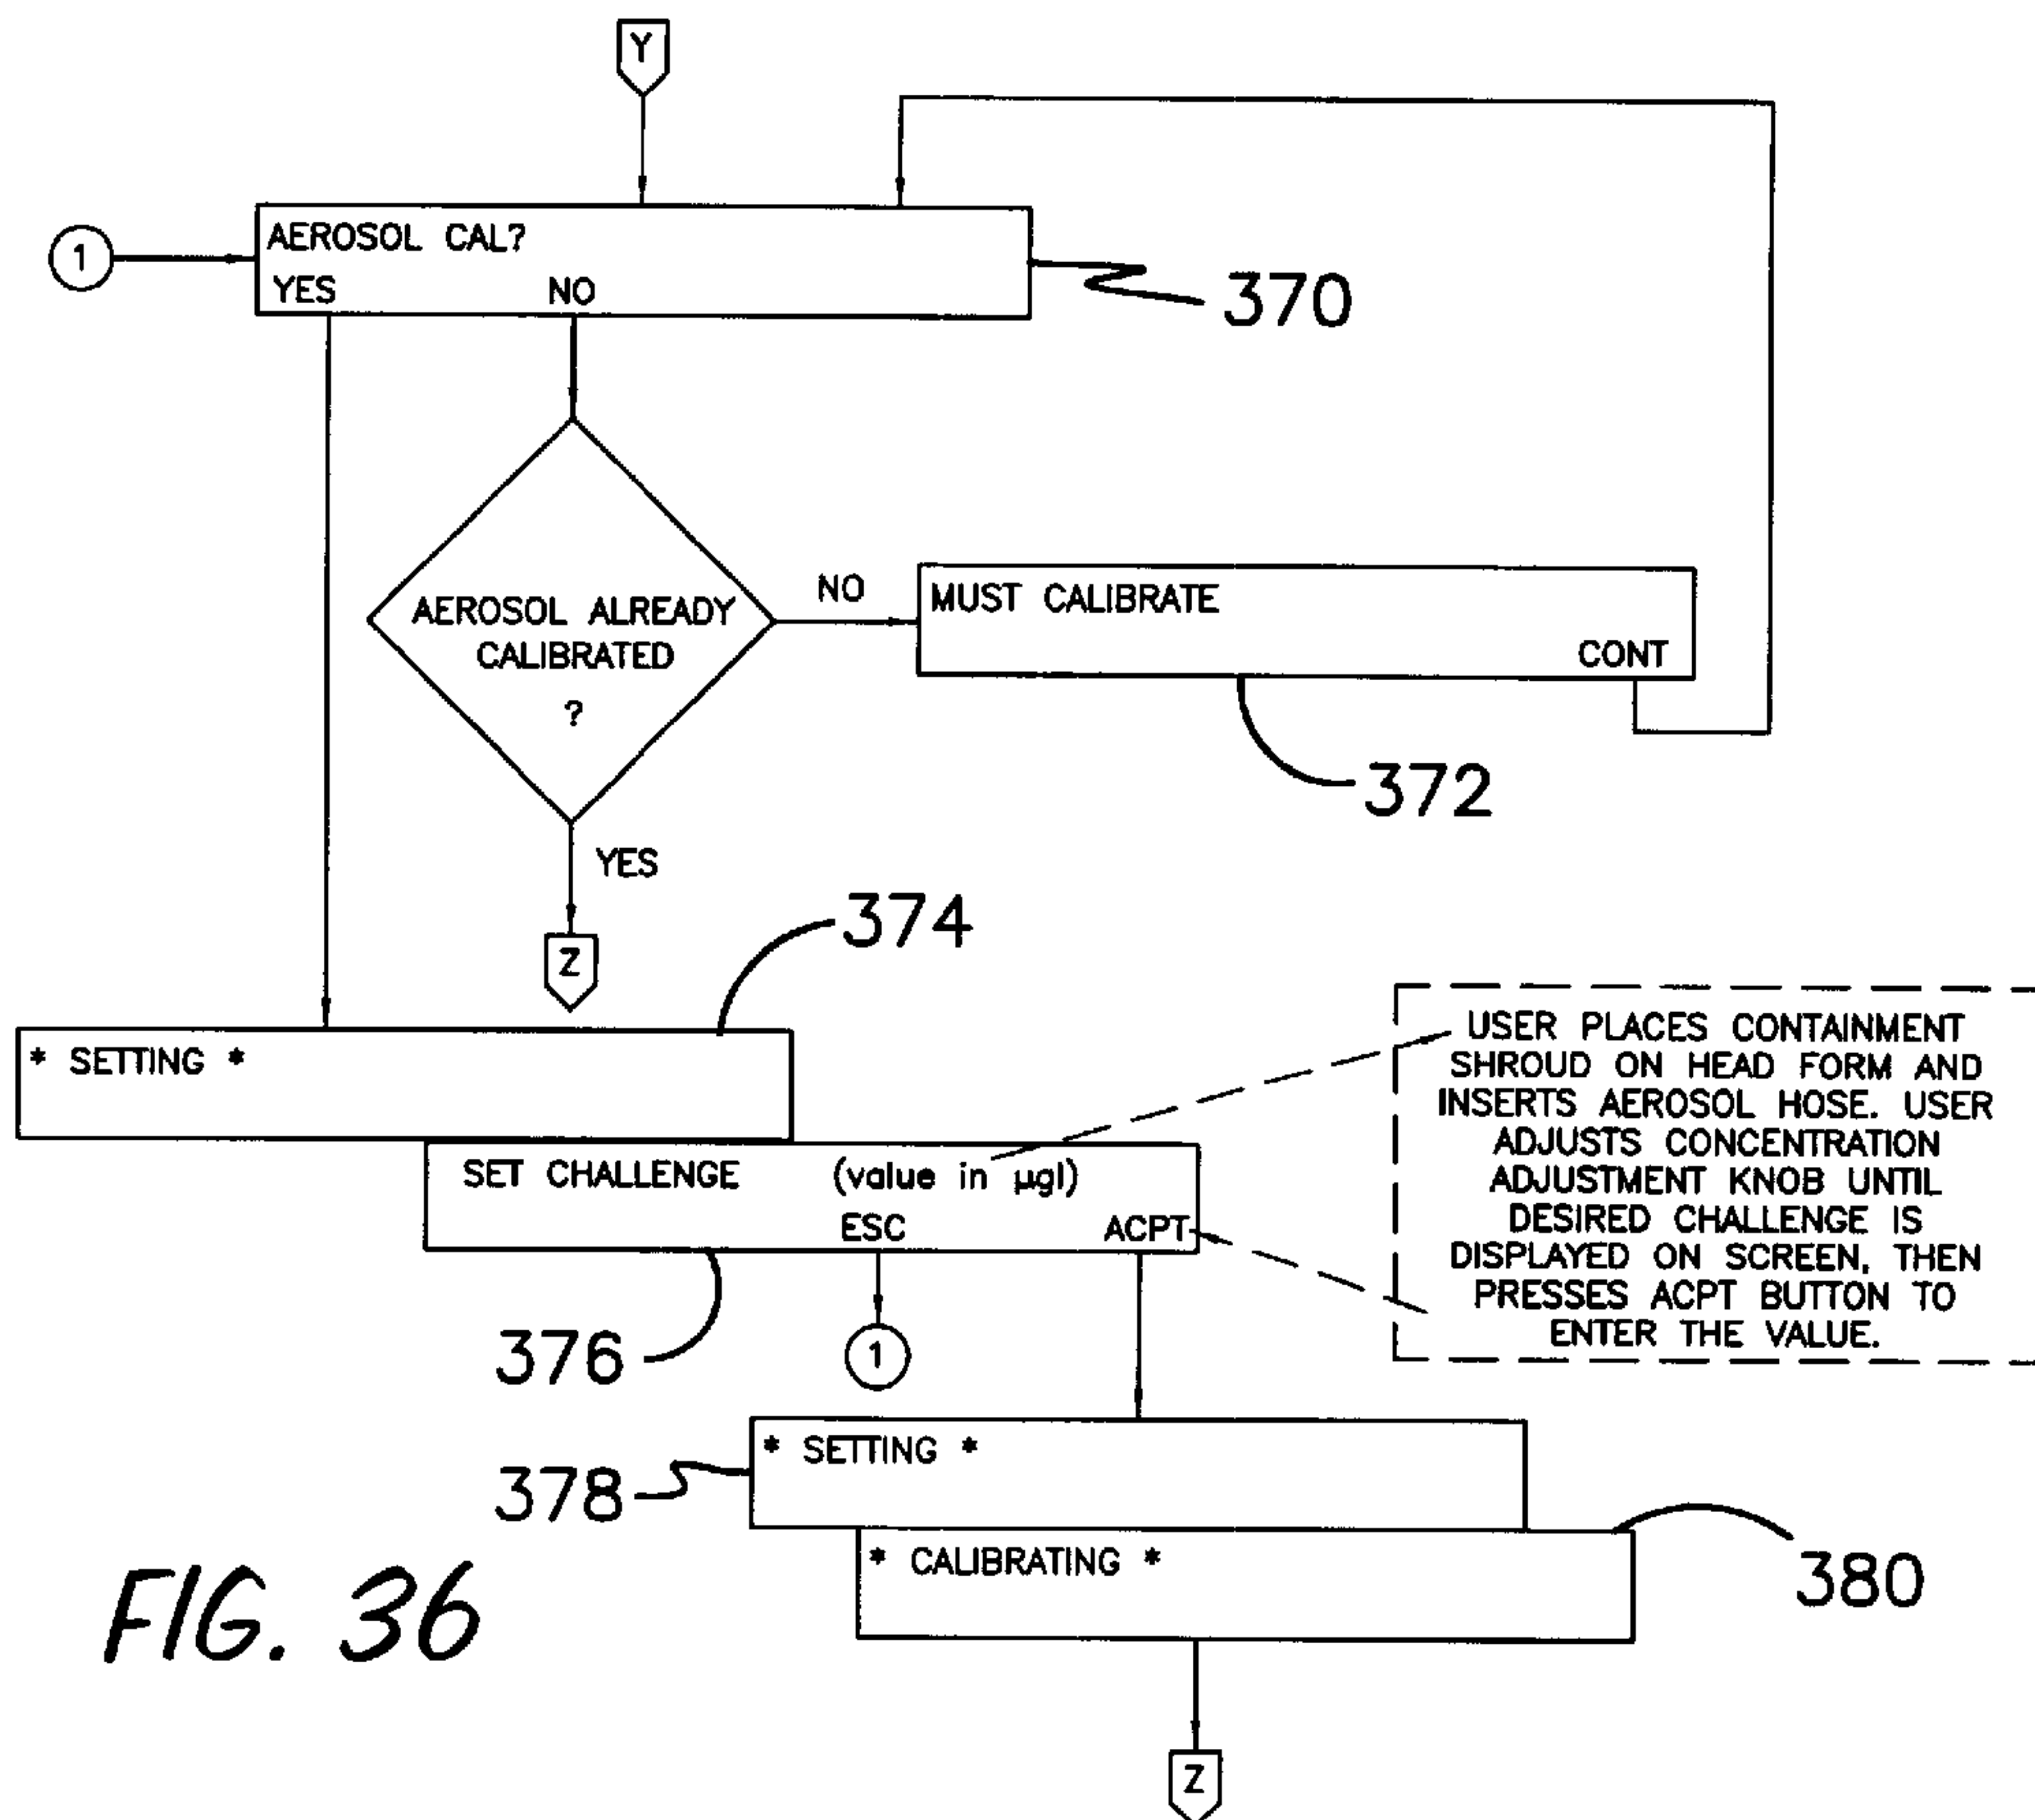 Y
AEROSOL CAL?
1
YES NO
370
AEROSOL ALREADY
CALIBRATED
?
NO
MUST CALIBRATE
CONT
372
YES
Z
374
* SETTING *
SET CHALLENGE (value in µgl)
ESC ACPT
376
1
USER PLACES CONTAINMENT
SHROUD ON HEAD FORM AND
INSERTS AEROSOL HOSE. USER
ADJUSTS CONCENTRATION
ADJUSTMENT KNOB UNTIL
DESIRED CHALLENGE IS
DISPLAYED ON SCREEN, THEN
PRESSES ACPT BUTTON TO
ENTER THE VALUE.
* SETTING *
378
* CALIBRATING *
380
Z
FIG. 36